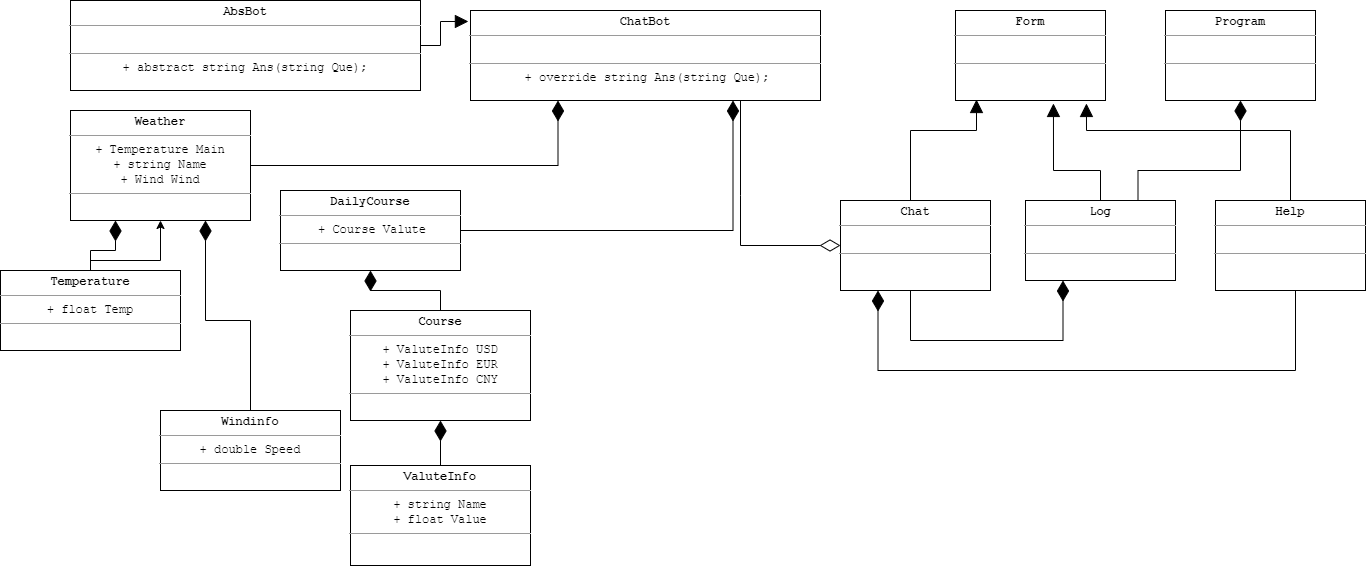 AbsBot
+ abstract string Ans(string Que);
ChatBot
+ override string Ans(string Que);
Form
Program
Weather
+ Temperature Main
+ string Name
+ Wind Wind
DailyCourse
+ Course Valute
Chat
Log
Help
Temperature
+ float Temp
Course
+ ValuteInfo USD
+ ValuteInfo EUR
+ ValuteInfo CNY
Windinfo
+ double Speed
ValuteInfo
+ string Name
+ float Value